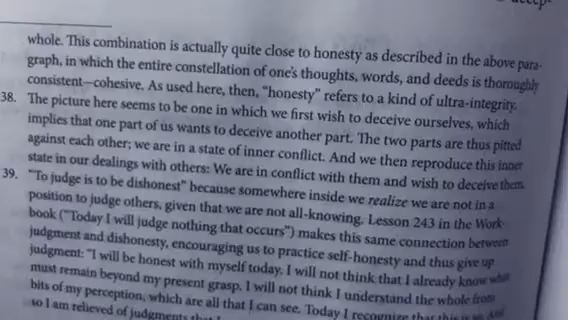 whole. This combination is actually quite close to honesty as described in the above para-
graph, in which the entire constellation of one's thoughts, words, and deeds is thoroughly
consistent—cohesive. As used here, then, "honesty" refers to a kind of ultra-integrity.
38. The picture here seems to be one in which we first wish to deceive ourselves, which
implies that one part of us wants to deceive another part. The two parts are thus pitted
against each other; we are in a state of inner conflict. And we then reproduce this inner
state in our dealings with others: We are in conflict with them and wish to deceive them.
39. "To judge is to be dishonest" because somewhere inside we realize we are not in a
position to judge others, given that we are not all-knowing. Lesson 243 in the Work-
book ("Today I will judge nothing that occurs") makes this same connection between
judgment and dishonesty, encouraging us to practice self-honesty and thus give up
judgment: "I will be honest with myself today. I will not think that I already know what
must remain beyond my present grasp. I will not think I understand the whole from
bits of my perception, which are all that I can see. Today I recognize that this is so. And
so I am relieved of judgments that I